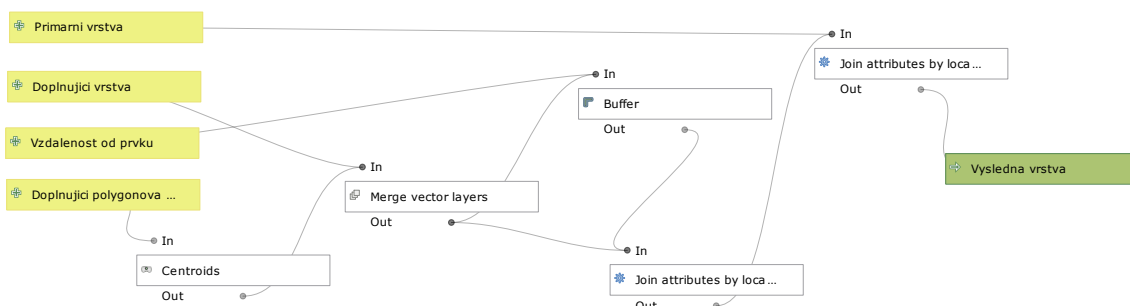 Primarni vrstva
In
Join attributes by loca...
Out
Doplnujici vrstva
In
Buffer
Out
Vzdalenost od prvku
Vysledna vrstva
In
Merge vector layers
Out
Doplnujici polygonova ...
In
Centroids
Out
In
Join attributes by loca...
Out